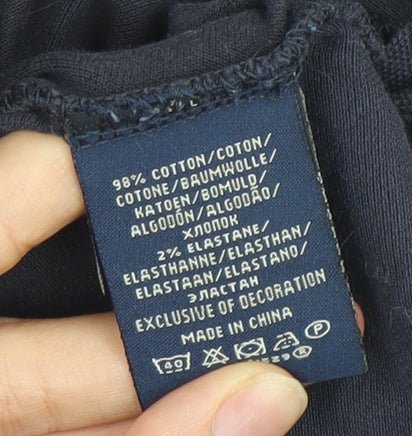 98% COTTON/COTON/
COTONE/BAUMWOLLE/
KATOEN/BOMULD/
ALGODÓN/ALGODÃO/
ХЛОПОК
2% ELASTANE/
ELASTHANNE/ELASTHAN/
ELASTAAN/ELASTANO/
ЭЛАСТАН
EXCLUSIVE OF DECORATION
MADE IN CHINA
40 P